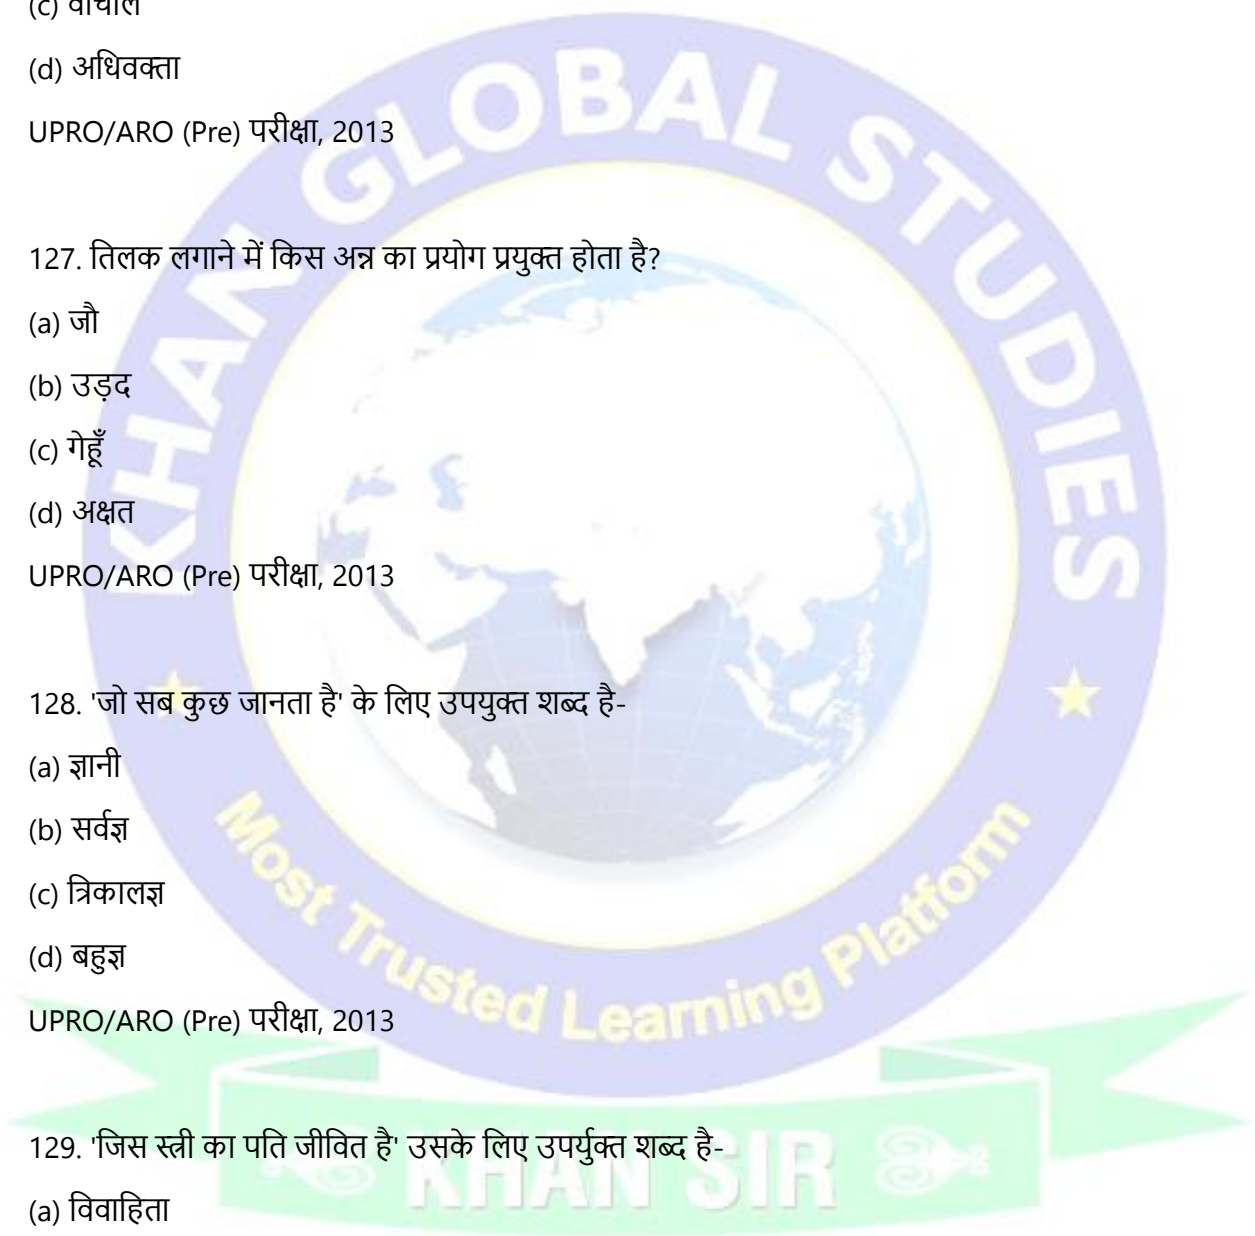 (c) वाचाल
(d) अधिवक्ता
UPRO/ARO (Pre) परीक्षा, 2013
127. तिलक लगाने में किस अन्न का प्रयोग प्रयुक्त होता है?
(a) जौ
(b) उड़द
(c) गेहूँ
(d) अक्षत
UPRO/ARO (Pre) परीक्षा, 2013
128. 'जो सब कुछ जानता है' के लिए उपयुक्त शब्द है-
(a) ज्ञानी
(b) सर्वज्ञ
(c) त्रिकालज्ञ
(d) बहुज्ञ
UPRO/ARO (Pre) परीक्षा, 2013
129. 'जिस स्त्री का पति जीवित है' उसके लिए उपर्युक्त शब्द है-
(a) विवाहिता
KHAN GLOBAL STUDIES
Most Trusted Learning Platform
KHAN SIR